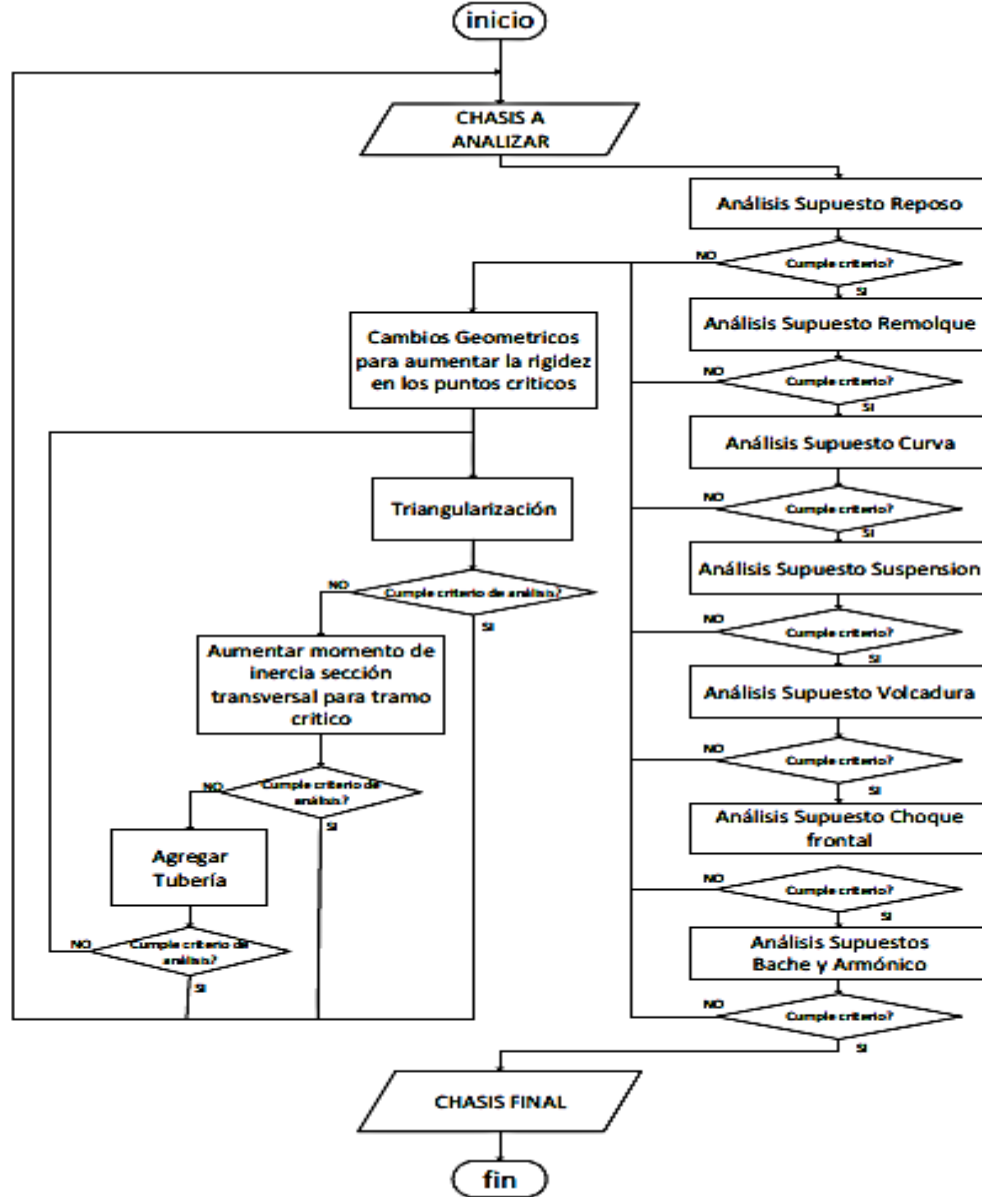 inicio
CHASIS A
ANALIZAR
Análisis Supuesto Reposo
NO
Cumple criterio?
SI
Análisis Supuesto Remolque
NO
Cumple criterio?
SI
Análisis Supuesto Curva
NO
Cumple criterio?
SI
Análisis Supuesto Suspension
NO
Cumple criterio?
SI
Análisis Supuesto Volcadura
NO
Cumple criterio?
SI
Análisis Supuesto Choque
frontal
NO
Cumple criterio?
SI
Análisis Supuestos
Bache y Armónico
NO
Cumple criterio?
SI
Cambios Geometricos
para aumentar la rigidez
en los puntos criticos
Triangularización
NO
Cumple criterio de análisis?
SI
Aumentar momento de
inercia sección
transversal para tramo
critico
NO
Cumple criterio de
análisis?
SI
Agregar
Tubería
NO
Cumple criterio de
análisis?
SI
CHASIS FINAL
fin